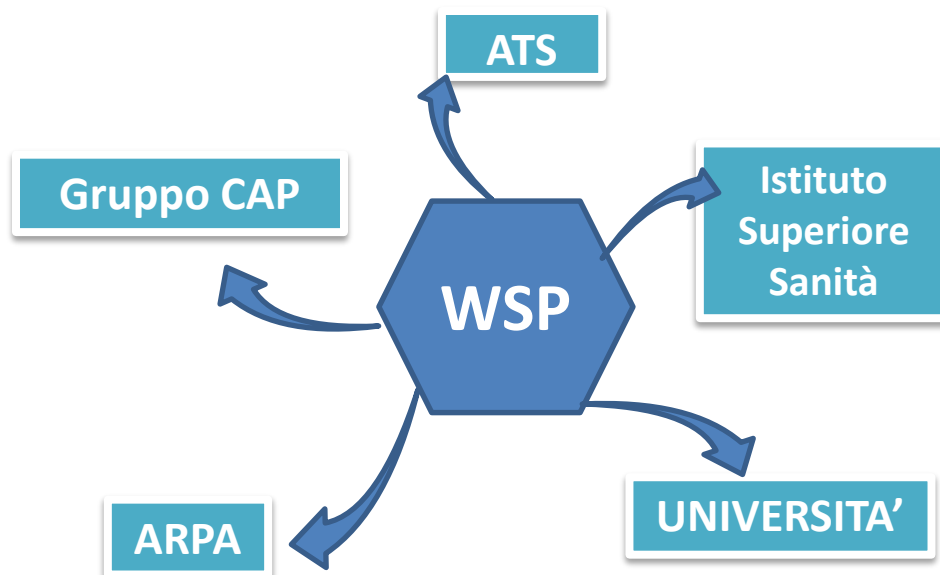 ATS
Gruppo CAP
Istituto
Superiore
Sanità
WSP
UNIVERSITA’
ARPA